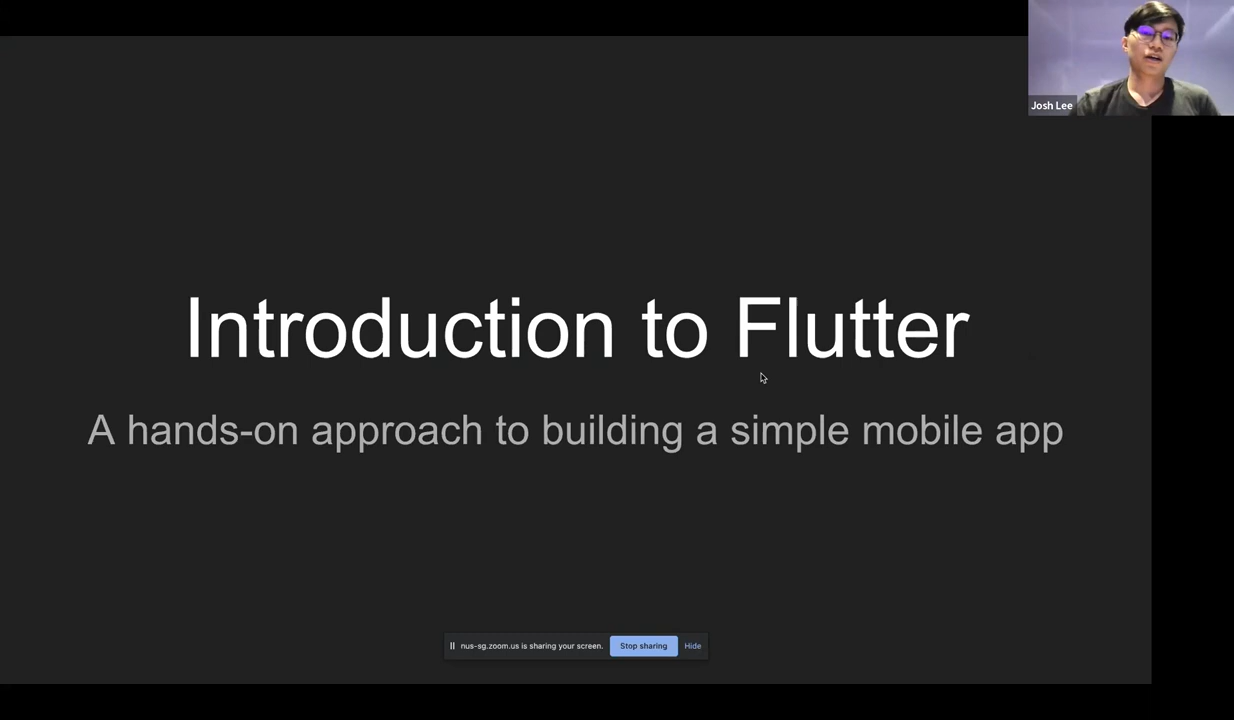 Josh Lee
Introduction to Flutter
A hands-on approach to building a simple mobile app
nus-sg.zoom.us is sharing your screen. Stop sharing Hide